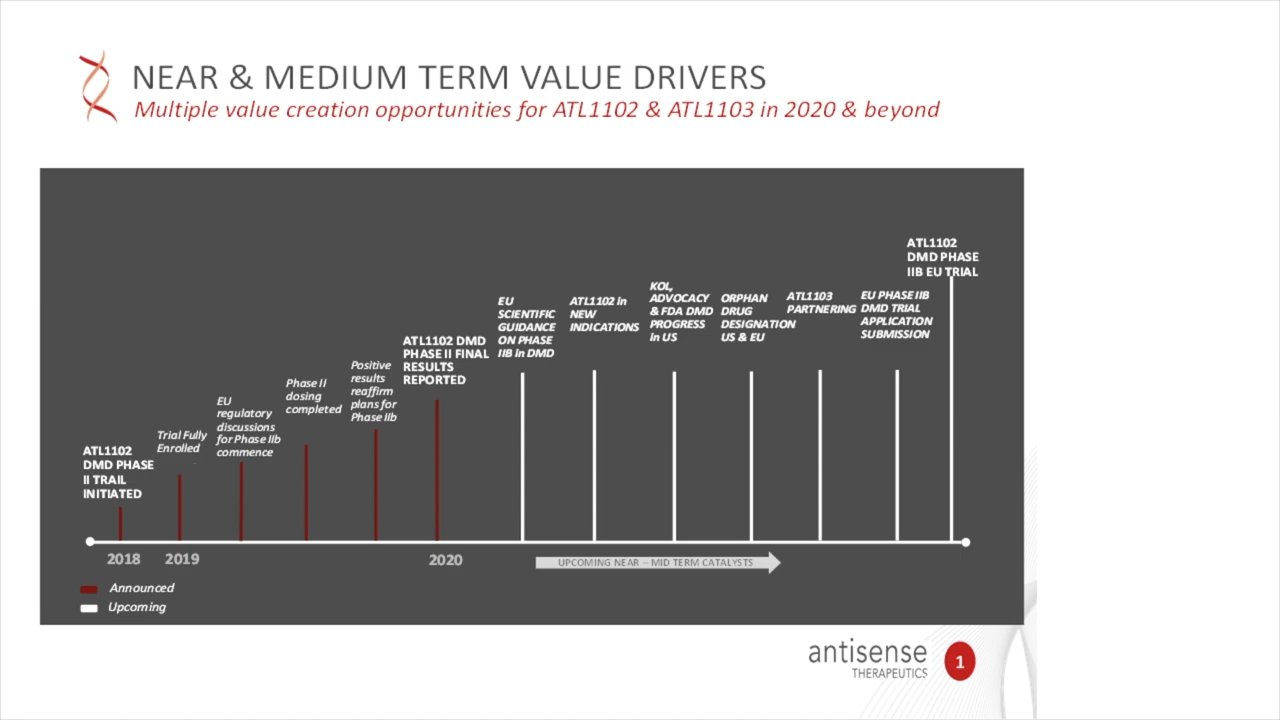 NEAR & MEDIUM TERM VALUE DRIVERS
Multiple value creation opportunities for ATL1102 & ATL1103 in 2020 & beyond
ATL1102
DMD PHASE
II TRAIL
INITIATED
Trial Fully
Enrolled
EU
regulatory
discussions
for Phase IIb
commence
Phase II
dosing
completed
Positive
results
reaffirm
plans for
Phase IIb
ATL1102 DMD
PHASE II FINAL
RESULTS
REPORTED
EU
SCIENTIFIC
GUIDANCE
ON PHASE
IIB in DMD
ATL1102 in
NEW
INDICATIONS
KOL,
ADVOCACY
& FDA DMD
PROGRESS
in US
ORPHAN
DRUG
DESIGNATION
US & EU
ATL1103
PARTNERING
EU PHASE IIB
DMD TRIAL
APPLICATION
SUBMISSION
ATL1102
DMD PHASE
IIB EU TRIAL
2018
2019
2020
UPCOMING NEAR – MID TERM CATALYSTS
Announced
Upcoming
antisense
THERAPEUTICS
1